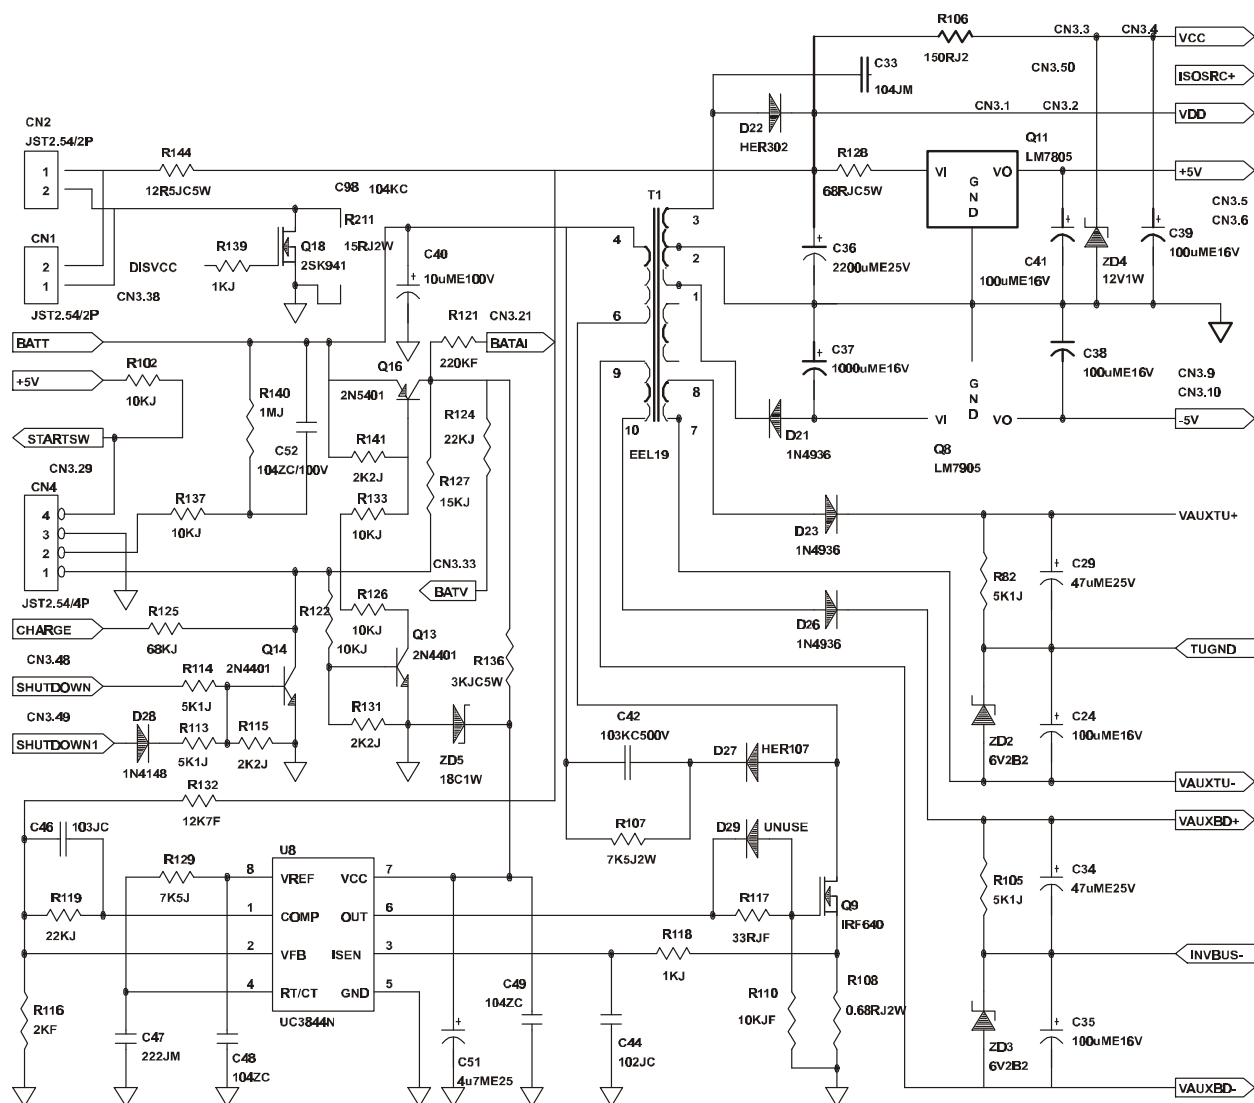 R106
150RJ2
CN3.3
CN3.4
VCC
C33
104JM
CN3.50
ISOSRC+
CN3.1
CN3.2
VDD
D22
HER302
Q11
LM7805
CN2
JST2.54/2P
1
2
R144
12R5JC5W
C98
104KC
R211
15RJ2W
T1
R128
68RJC5W
VI
VO
GND
+5V
CN3.5
CN3.6
CN1
2
1
JST2.54/2P
DISVCC
CN3.38
R139
1KJ
Q18
2SK941
C40
10uME100V
4
3
2
1
6
C36
2200uME25V
C41
100uME16V
ZD4
12V1W
C39
100uME16V
BATT
+5V
R102
10KJ
STARTSW
CN3.29
R121
220KF
CN3.21
BATAI
Q16
2N5401
R140
1MJ
C52
104ZC/100V
R141
2K2J
R124
22KJ
R127
15KJ
9
8
10
7
EEL19
C37
1000uME16V
D21
1N4936
GND
VI
VO
Q8
LM7905
C38
100uME16V
CN3.9
CN3.10
-5V
CN4
4
3
2
1
JST2.54/4P
R137
10KJ
R133
10KJ
CN3.33
BATV
D23
1N4936
VAUXTU+
R82
5K1J
C29
47uME25V
CHARGE
R125
68KJ
R122
10KJ
R126
10KJ
Q13
2N4401
R136
3KJC5W
D26
1N4936
TUGND
CN3.48
SHUTDOWN
R114
5K1J
Q14
2N4401
CN3.49
SHUTDOWN1
D28
1N4148
R113
5K1J
R115
2K2J
R131
2K2J
ZD5
18C1W
C42
103KC500V
D27
HER107
ZD2
6V2B2
C24
100uME16V
VAUXTU-
R132
12K7F
C46
103JC
R107
7K5J2W
D29
UNUSE
VAUXBD+
R119
22KJ
R129
7K5J
U8
8
VREF
VCC
7
1
COMP
OUT
6
2
VFB
ISEN
3
4
RT/CT
GND
5
UC3844N
R117
33RJF
Q9
IRF640
R105
5K1J
C34
47uME25V
R118
1KJ
INVBUS-
R116
2KF
C47
222JM
C48
104ZC
C51
4u7ME25
C49
104ZC
C44
102JC
R110
10KJF
R108
0.68RJ2W
ZD3
6V2B2
C35
100uME16V
VAUXBD-